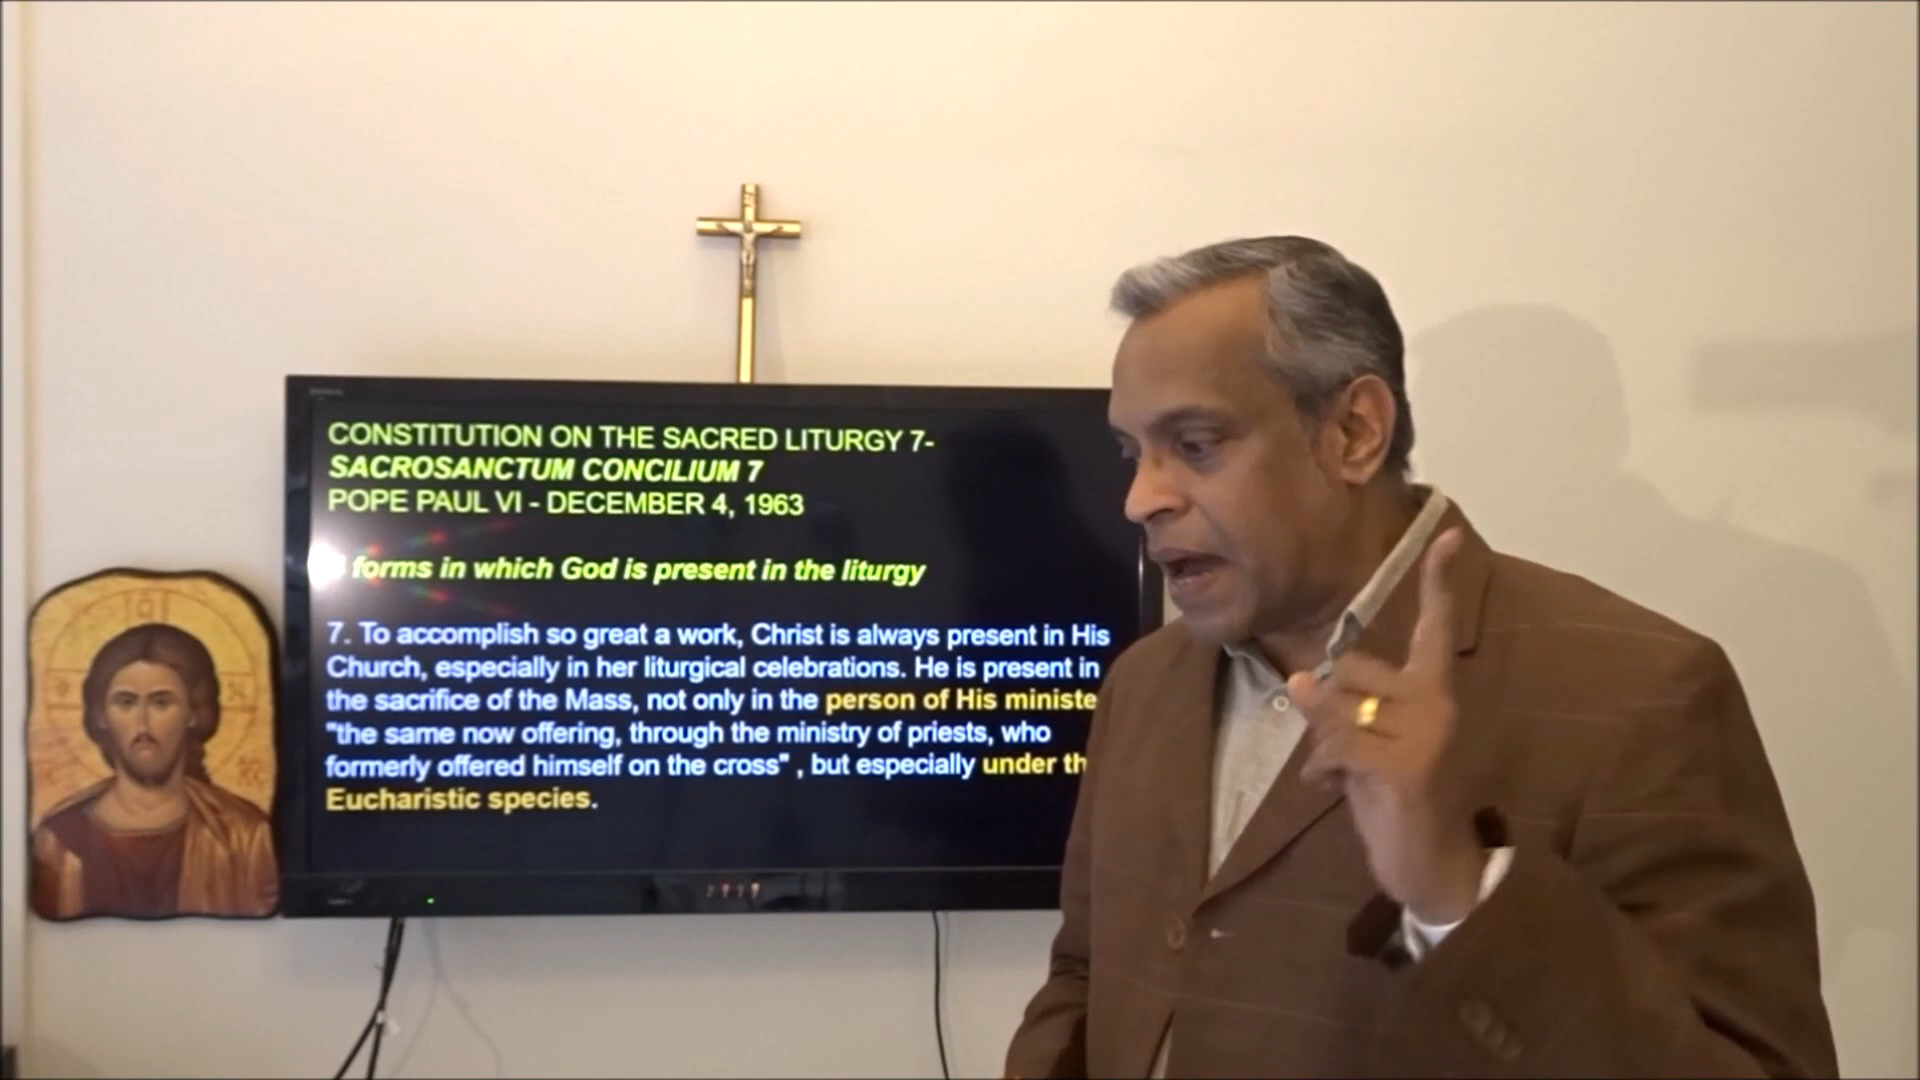 CONSTITUTION ON THE SACRED LITURGY 7-
SACROSANCTUM CONCILIUM 7
POPE PAUL VI - DECEMBER 4, 1963
forms in which God is present in the liturgy
7. To accomplish so great a work, Christ is always present in His
Church, especially in her liturgical celebrations. He is present in
the sacrifice of the Mass, not only in the person of His ministe
"the same now offering, through the ministry of priests, who
formerly offered himself on the cross" , but especially under th
Eucharistic species.